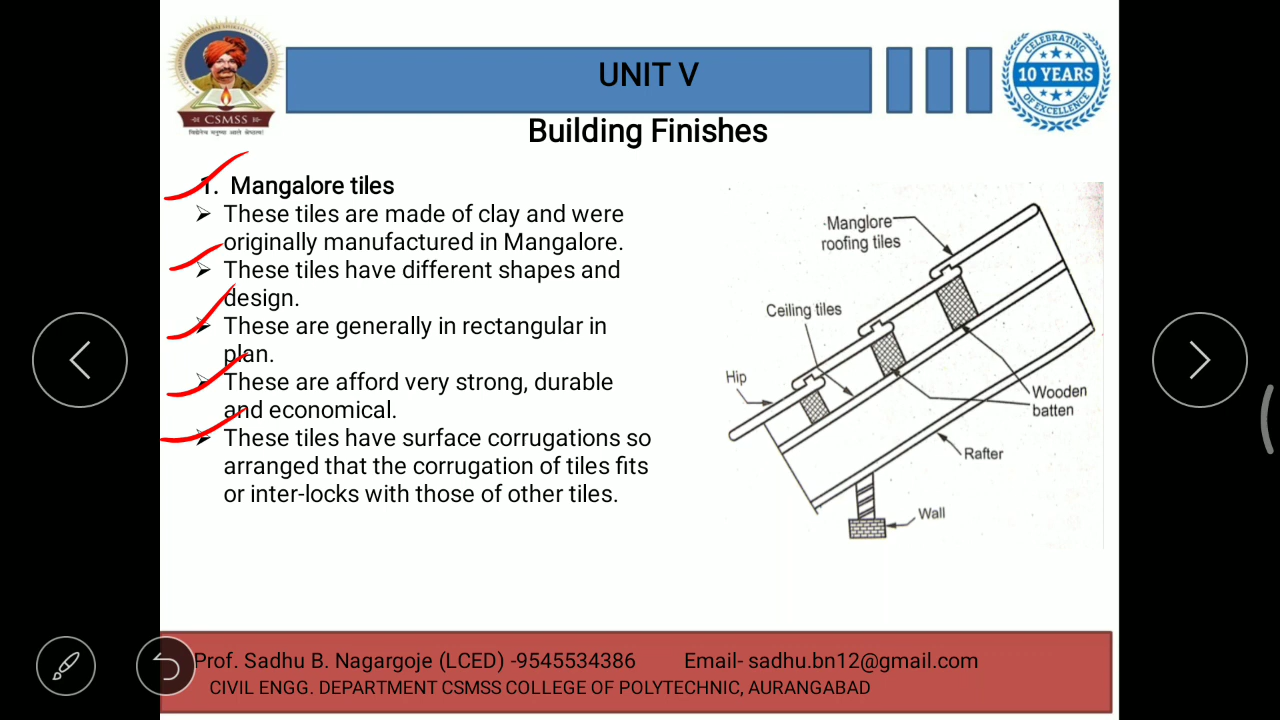 UNIT V
CELEBRATING
10 YEARS
OF EXCELLENCE
CSMSS
Building Finishes
1. Mangalore tiles
These tiles are made of clay and were
originally manufactured in Mangalore.
These tiles have different shapes and
design.
These are generally in rectangular in
plan.
These are afford very strong, durable
and economical.
These tiles have surface corrugations so
arranged that the corrugation of tiles fits
or inter-locks with those of other tiles.
Manglore
roofing tiles
Ceiling tiles
Hip
Wooden
batten
Rafter
Wall
Prof. Sadhu B. Nagargoje (LCED) -9545534386 Email- sadhu.bn12@gmail.com
CIVIL ENGG. DEPARTMENT CSMSS COLLEGE OF POLYTECHNIC, AURANGABAD